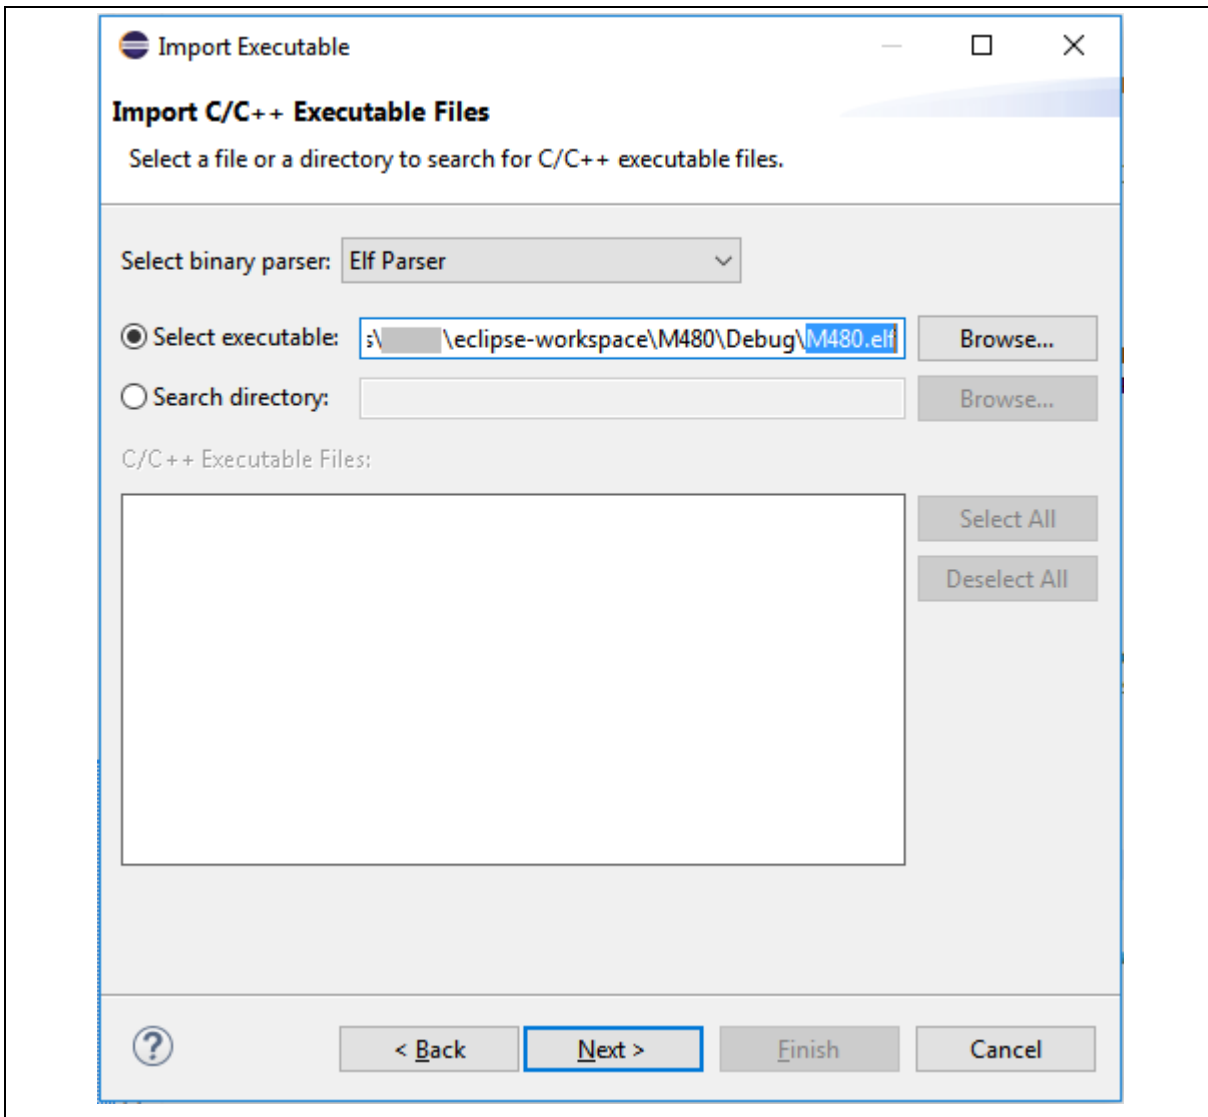 Import Executable
Import C/C++ Executable Files
Select a file or a directory to search for C/C++ executable files.
Select binary parser: Elf Parser
Select executable: s\ \eclipse-workspace\M480\Debug\M480.elf Browse...
Search directory: Browse...
C/C++ Executable Files:
Select All
Deselect All
? < Back Next > Finish Cancel